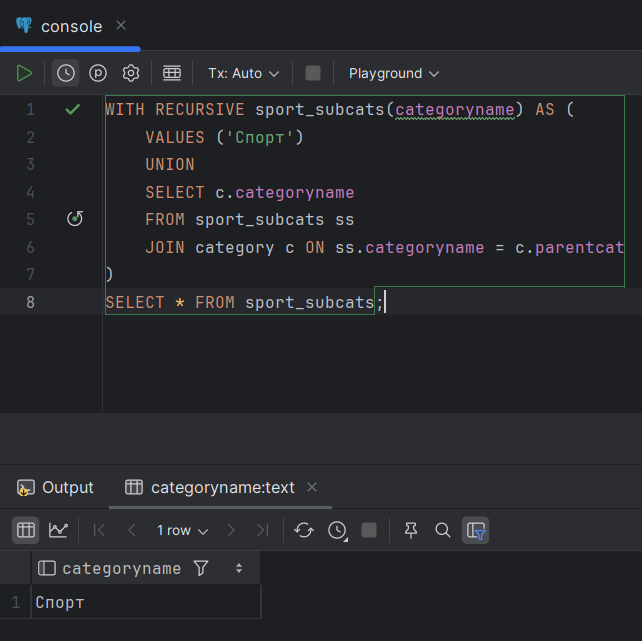 console
Tx: Auto
Playground
1 WITH RECURSIVE sport_subcats(categoryname) AS (
2 VALUES ('Спорт')
3 UNION
4 SELECT c.categoryname
5 FROM sport_subcats ss
6 JOIN category c ON ss.categoryname = c.parentcat
7 )
8 SELECT * FROM sport_subcats;
Output categoryname:text
1 row
categoryname
1 Спорт